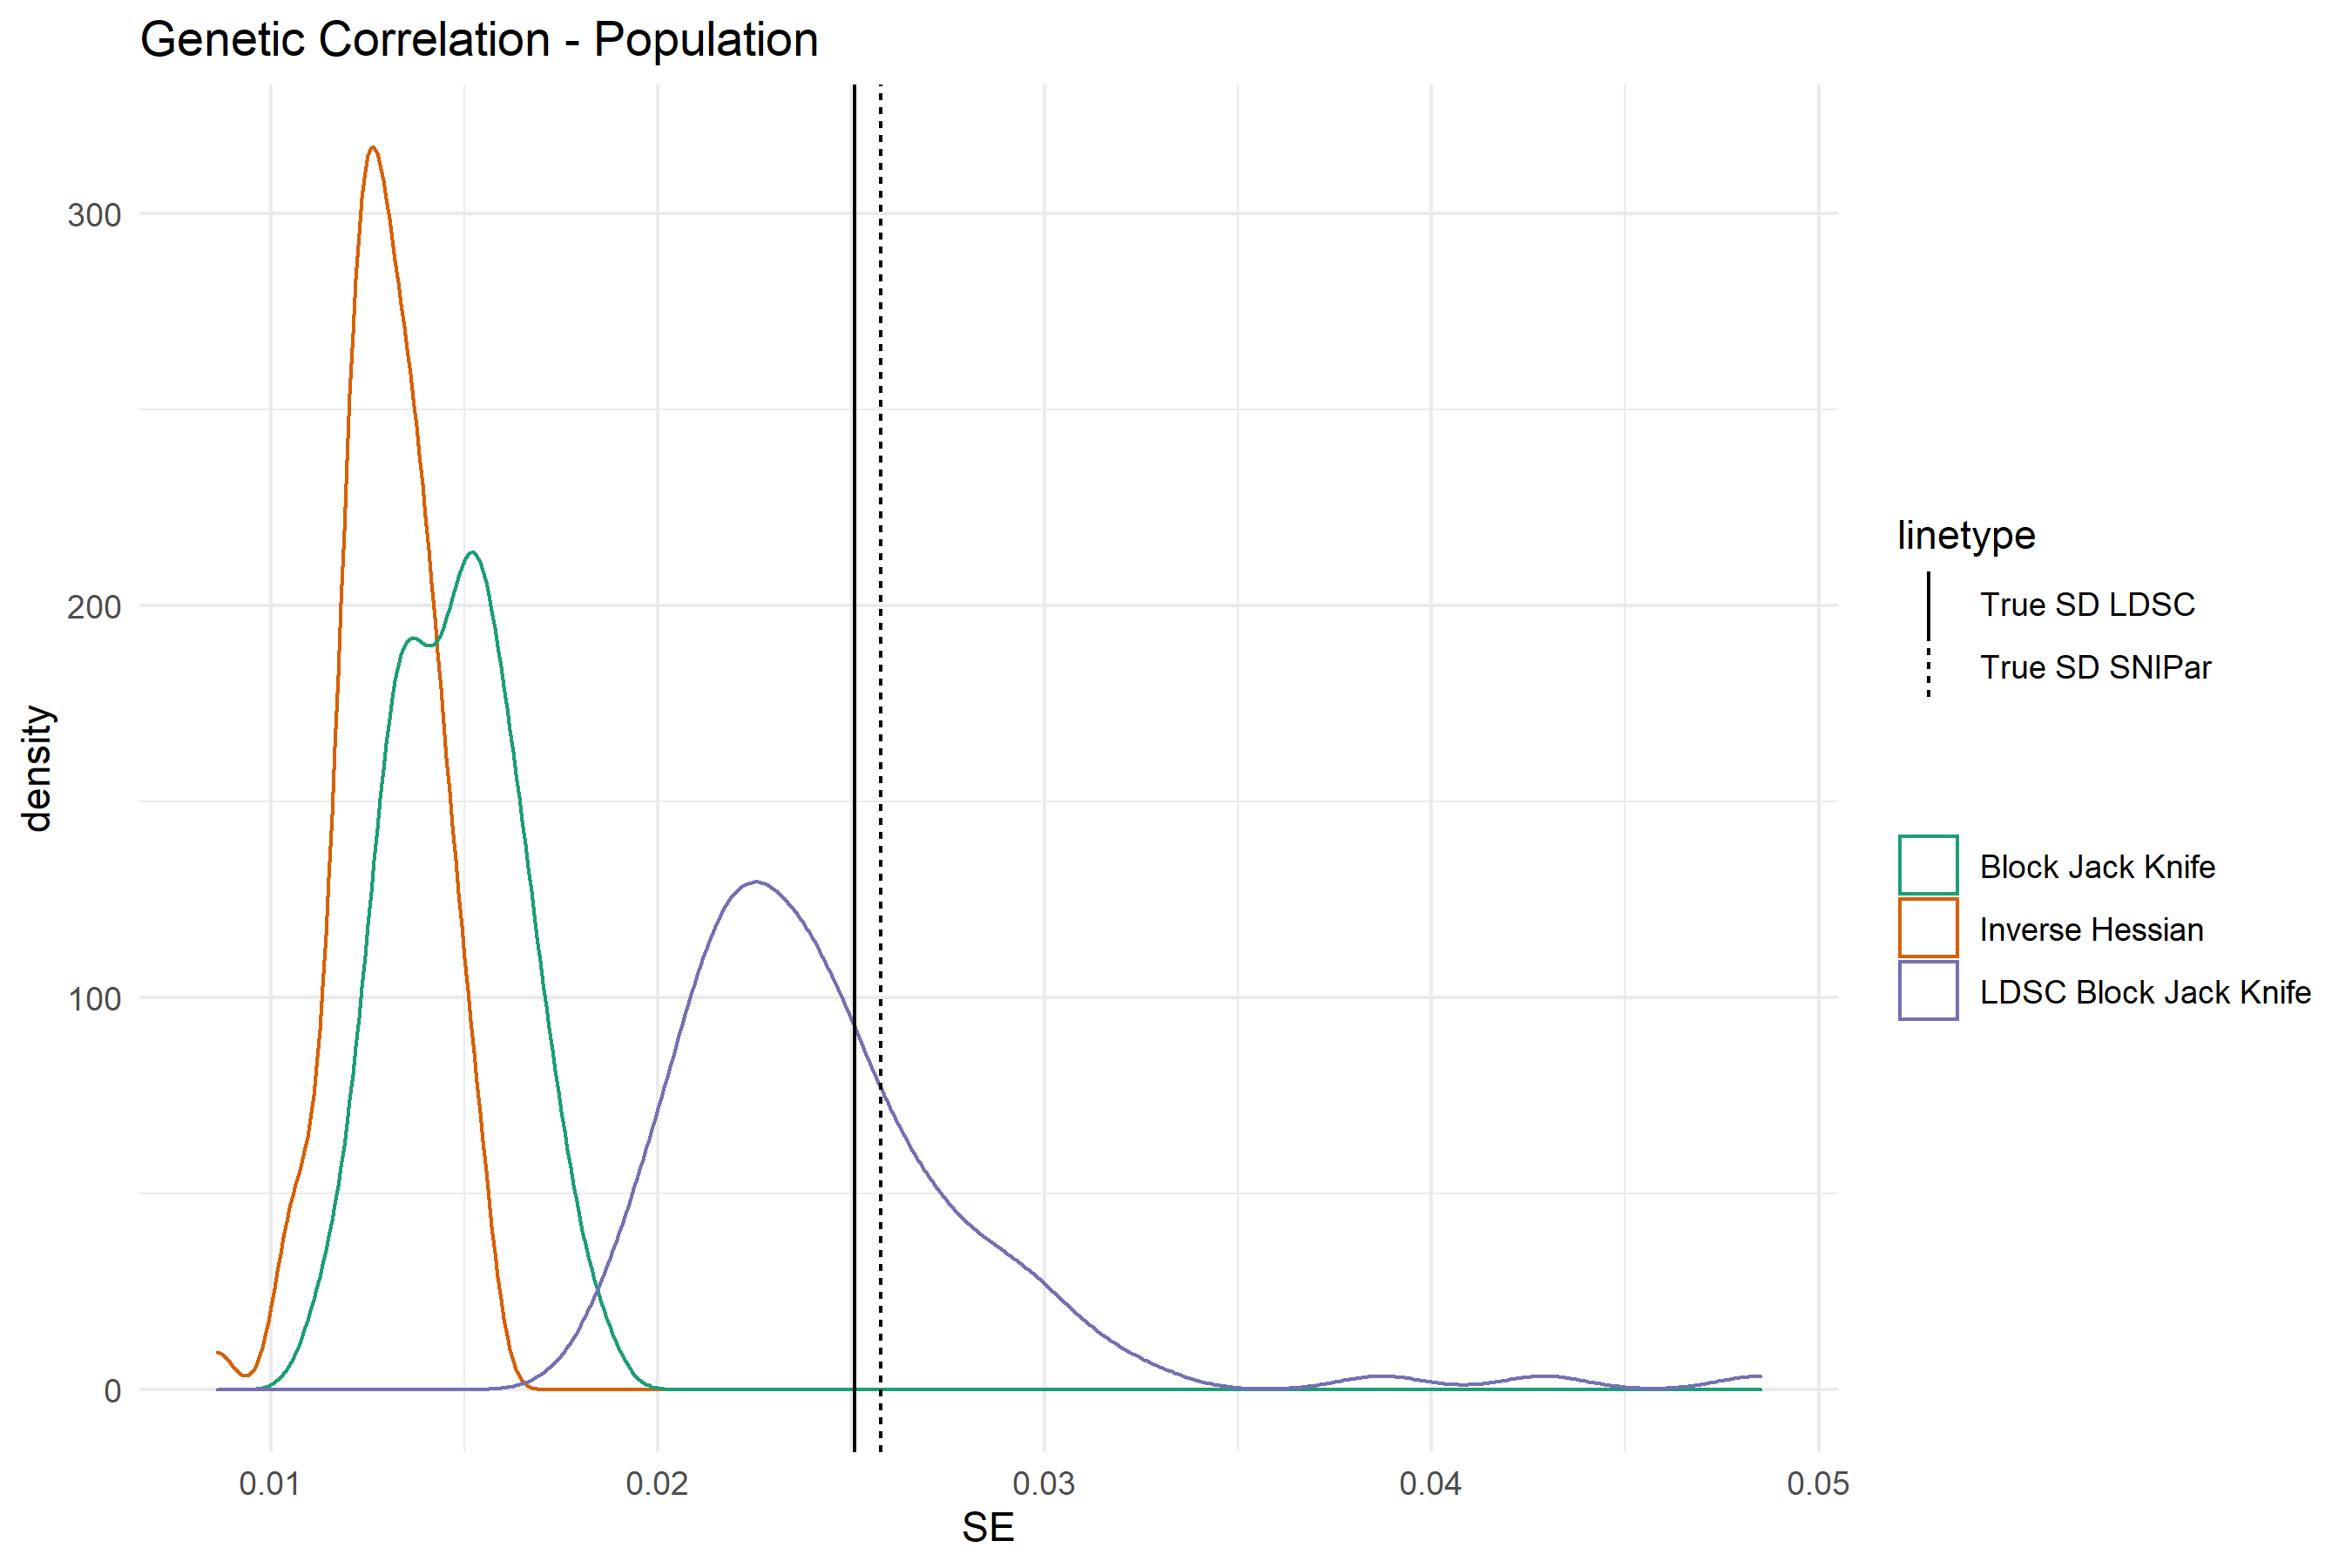 Genetic Correlation - Population
300
200
100
0
density
0.01
0.02
0.03
0.04
0.05
SE
linetype
True SD LDSC
True SD SNIPar
Block Jack Knife
Inverse Hessian
LDSC Block Jack Knife